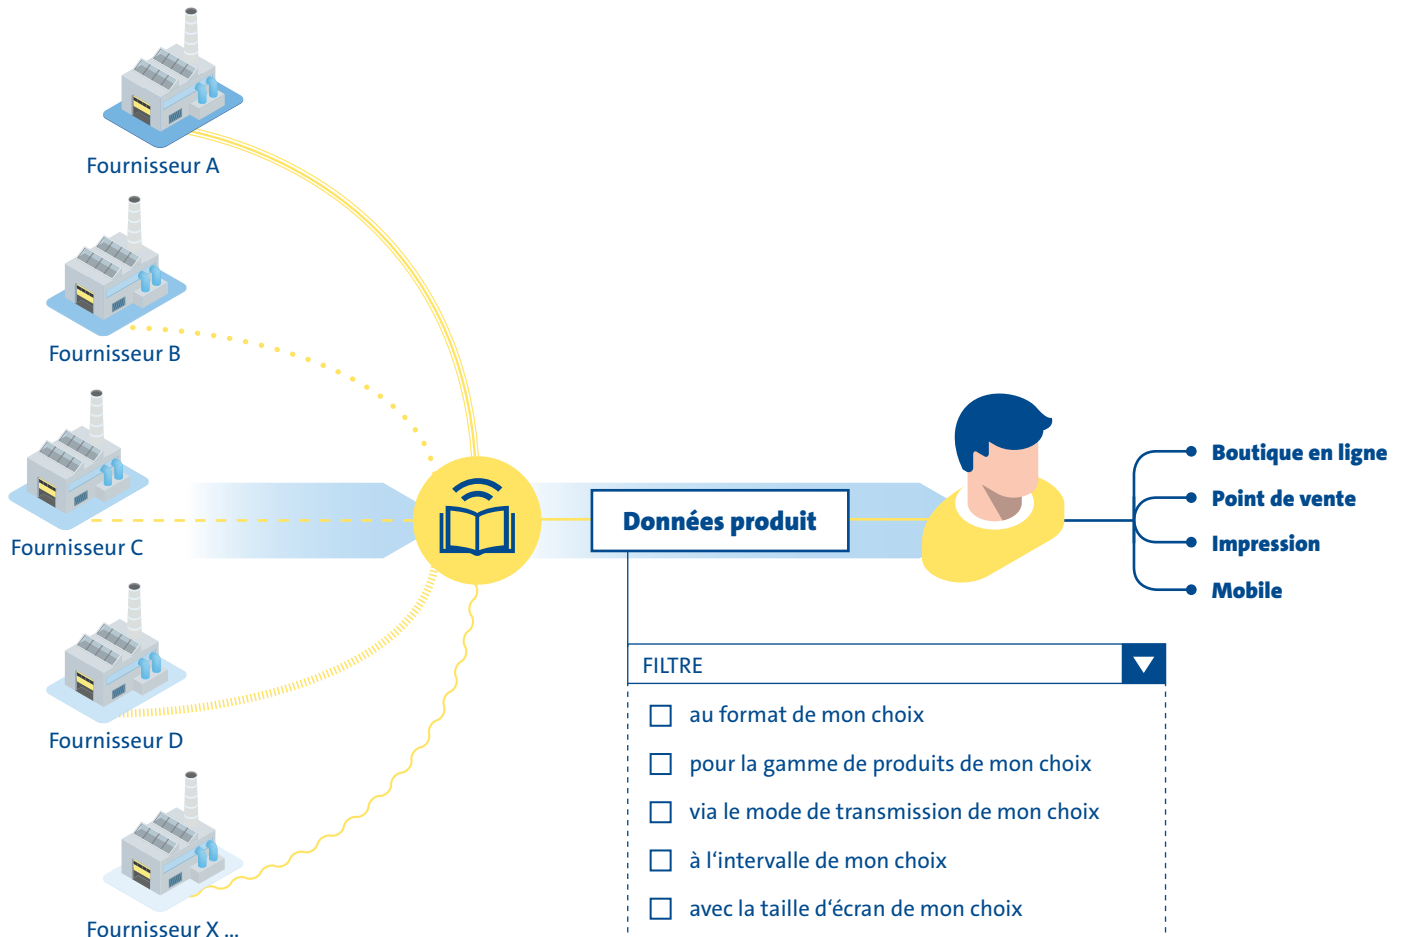 Fournisseur A
Fournisseur B
Fournisseur C
Fournisseur D
Fournisseur X ...
Données produit
Boutique en ligne
Point de vente
Impression
Mobile
FILTRE
au format de mon choix
pour la gamme de produits de mon choix
via le mode de transmission de mon choix
à l‘intervalle de mon choix
avec la taille d‘écran de mon choix